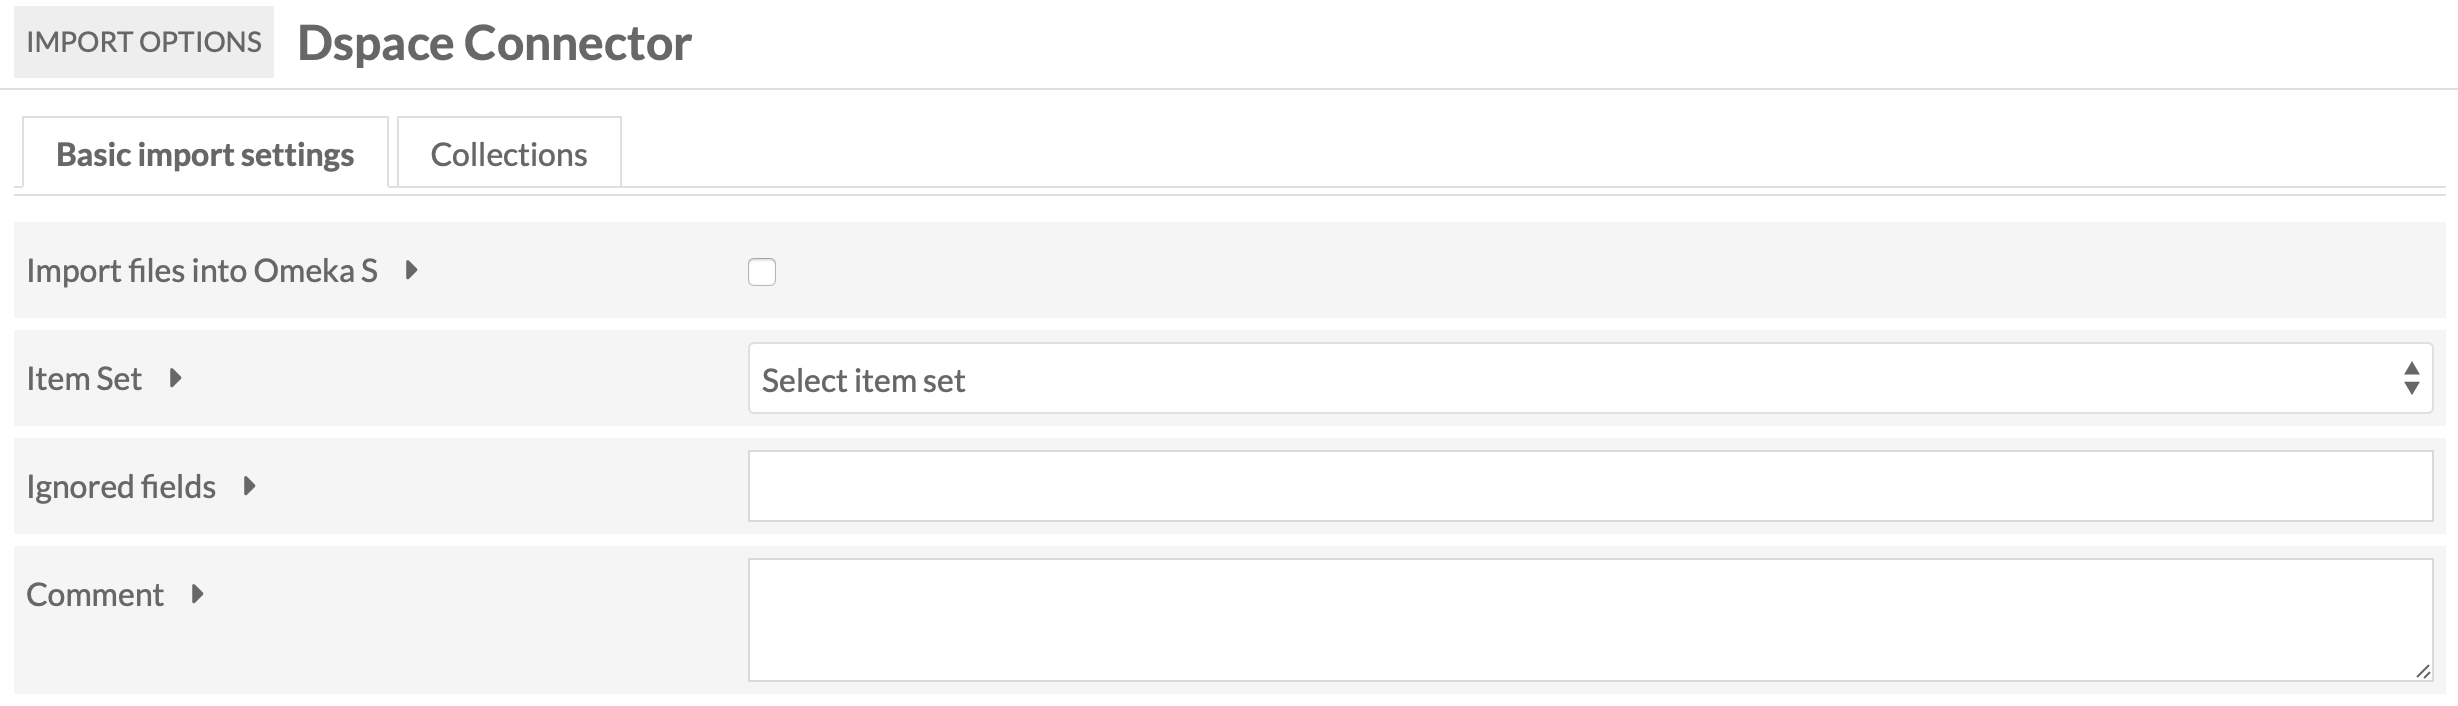 IMPORT OPTIONS Dspace Connector
Basic import settings Collections
Import files into Omeka S
Item Set Select item set
Ignored fields
Comment